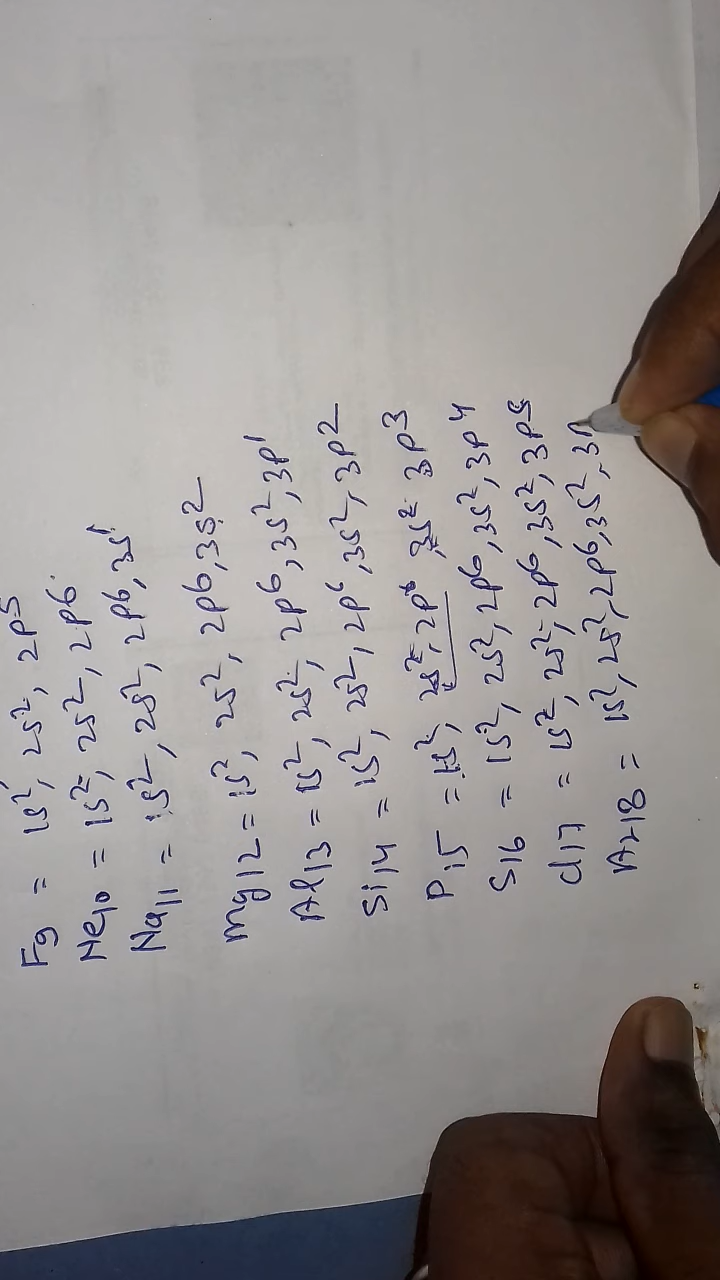 F9 = 1s², 2s², 2p5
Ne10 = 1s², 2s², 2p6
Na11 = 1s², 2s², 2p6, 3s¹
Mg12 = 1s², 2s², 2p6, 3s2
Al13 = 1s², 2s², 2p6, 3s², 3p¹
Si14 = 1s², 2s², 2p6, 3s², 3p2
P15 = 1s², 2s², 2p6, 3s² 3p3
S16 = 1s², 2s², 2p6, 3s², 3p4
Cl17 = 1s², 2s², 2p6, 3s², 3p5
Ar18 = 1s², 2s², 2p6, 3s², 3p